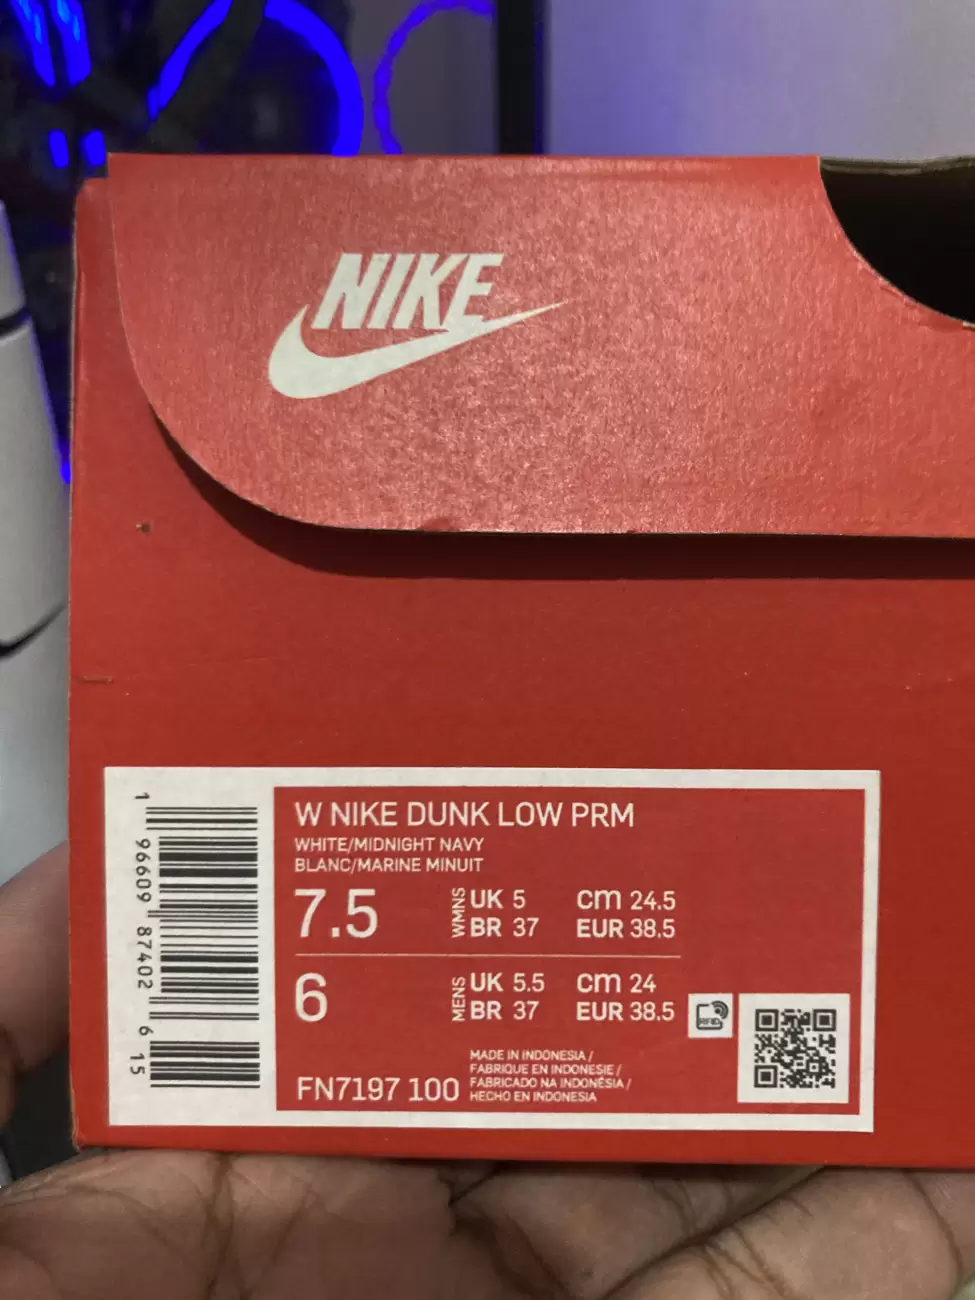 NIKE
W NIKE DUNK LOW PRM
WHITE/MIDNIGHT NAVY
BLANC/MARINE MINUIT
7.5 WMNS UK 5 cm 24.5
BR 37 EUR 38.5
6 MENS UK 5.5 cm 24
BR 37 EUR 38.5
RFID
FN7197 100
MADE IN INDONESIA /
FABRIQUE EN INDONESIE /
FABRICADO NA INDONÉSIA /
HECHO EN INDONESIA
1 96609 87402 6 15